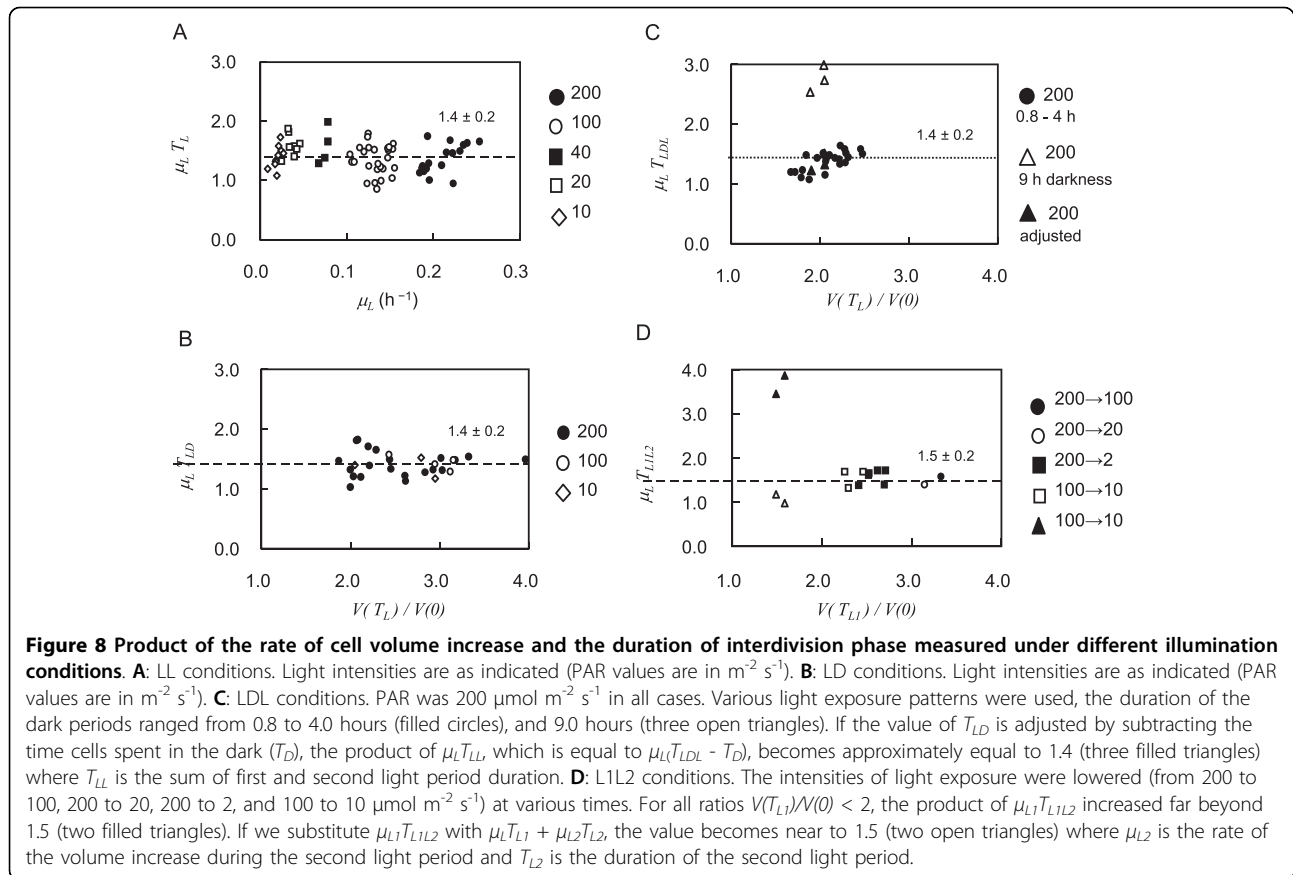 A
3.0
2.0
1.0
0.0
μL TL
1.4 ± 0.2
0.0 0.1 0.2 0.3
μL (h⁻¹)
200
100
40
20
10
C
3.0
2.0
1.0
0.0
μL TLDL
1.4 ± 0.2
1.0 2.0 3.0 4.0
V(TL) / V(0)
200
0.8 - 4 h
200
9 h darkness
200
adjusted
B
3.0
2.0
1.0
0.0
μL TLD
1.4 ± 0.2
1.0 2.0 3.0 4.0
V(TL) / V(0)
200
100
10
D
4.0
3.0
2.0
1.0
0.0
μL TL1L2
1.5 ± 0.2
1.0 2.0 3.0 4.0
V(TL1) / V(0)
200→100
200→20
200→2
100→10
100→10
Figure 8 Product of the rate of cell volume increase and the duration of interdivision phase measured under different illumination
conditions. A: LL conditions. Light intensities are as indicated (PAR values are in m⁻² s⁻¹). B: LD conditions. Light intensities are as indicated (PAR
values are in m⁻² s⁻¹). C: LDL conditions. PAR was 200 μmol m⁻² s⁻¹ in all cases. Various light exposure patterns were used, the duration of the
dark periods ranged from 0.8 to 4.0 hours (filled circles), and 9.0 hours (three open triangles). If the value of TLD is adjusted by subtracting the
time cells spent in the dark (TD), the product of μLTLL, which is equal to μL(TLDL - TD), becomes approximately equal to 1.4 (three filled triangles)
where TLL is the sum of first and second light period duration. D: L1L2 conditions. The intensities of light exposure were lowered (from 200 to
100, 200 to 20, 200 to 2, and 100 to 10 μmol m⁻² s⁻¹) at various times. For all ratios V(TL1)/V(0) < 2, the product of μL1TL1L2 increased far beyond
1.5 (two filled triangles). If we substitute μL1TL1L2 with μLTL1 + μL2TL2, the value becomes near to 1.5 (two open triangles) where μL2 is the rate of
the volume increase during the second light period and TL2 is the duration of the second light period.